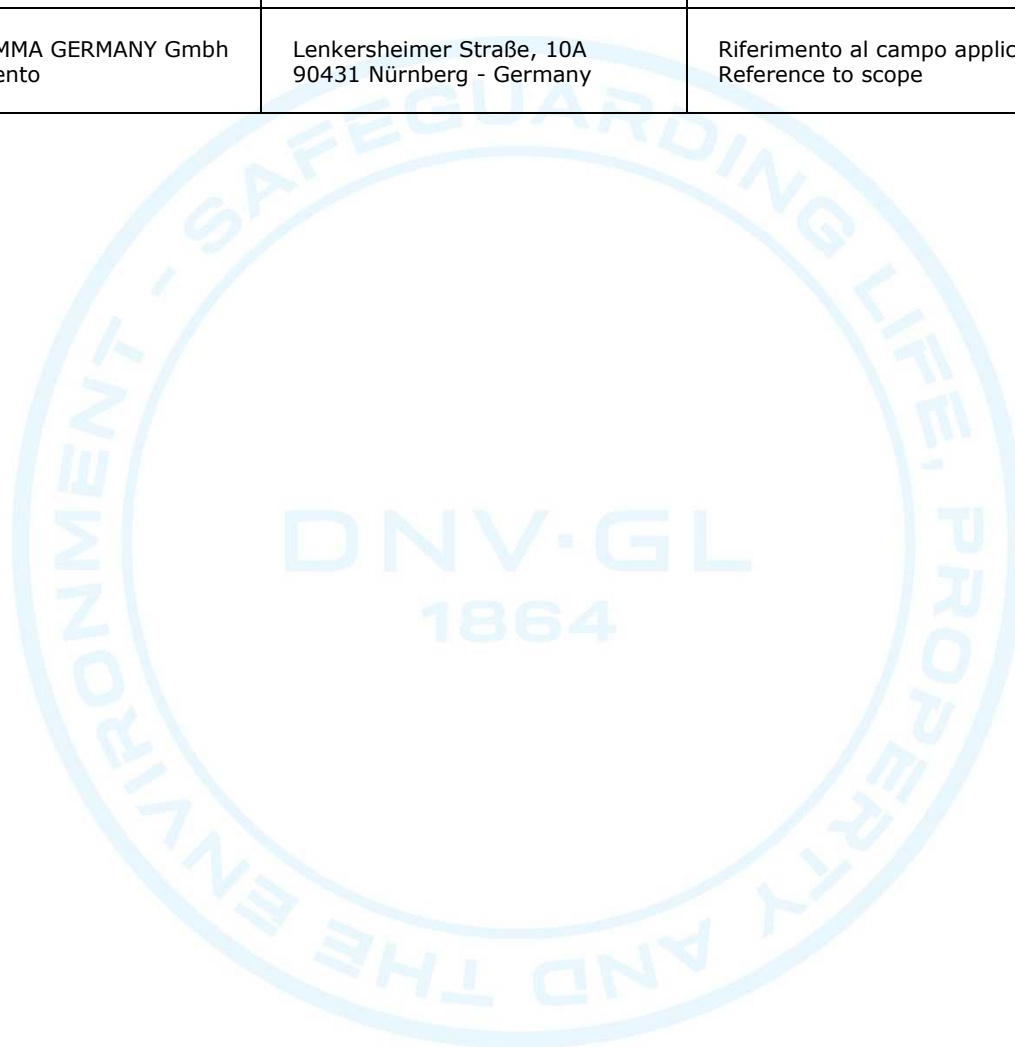 MMA GERMANY Gmbh
ento
Lenkersheimer Straße, 10A
90431 Nürnberg - Germany
Riferimento al campo applic
Reference to scope
SAFEGUARDING LIFE, PROPERTY AND THE ENVIRONMENT -
DNV·GL
1864